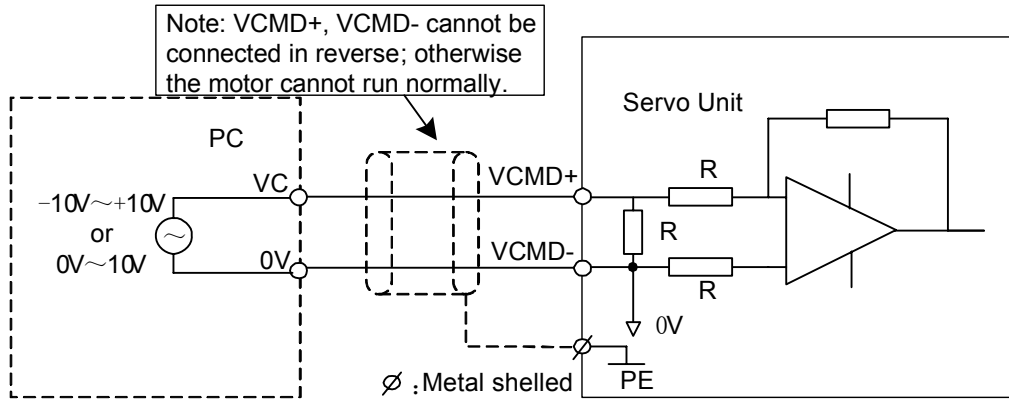 Note: VCMD+, VCMD- cannot be
connected in reverse; otherwise
the motor cannot run normally.
Servo Unit
PC
VC
VCMD+
R
-10V～+10V
or
0V～10V
R
0V
VCMD-
R
0V
PE
Ø :Metal shelled